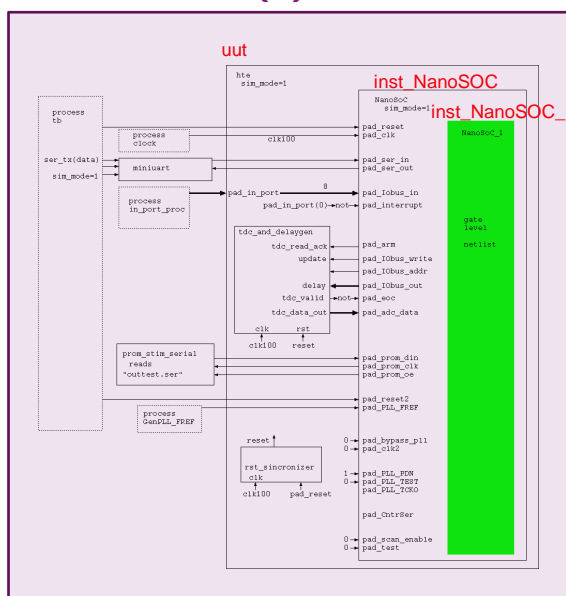 uut
hte
sim_mode=1
inst_NanoSOC
NanoSoC
sim_mode=1
inst_NanoSOC_
NanoSoC_1
process
tb
pad_reset
process
clock
clk100
pad_clk
ser_tx(data)
miniuart
pad_ser_in
pad_ser_out
sim_mode=1
process
in_port_proc
pad_in_port
8
pad_Iobus_in
pad_in_port(0)
not
pad_interrupt
gate
level
netlist
tdc_and_delaygen
tdc_read_ack
pad_arm
update
pad_IObus_write
pad_IObus_addr
delay
pad_IObus_out
tdc_valid
not
pad_eoc
tdc_data_out
pad_adc_data
clk
rst
clk100
reset
prom_stim_serial
reads
"outtest.ser"
pad_prom_din
pad_prom_clk
pad_prom_oe
pad_reset2
process
GenPLL_FREF
pad_PLL_FREF
reset
0
pad_bypass_pll
0
pad_clk2
rst_sincronizer
clk
clk100
pad_reset
1
pad_PLL_PDN
0
pad_PLL_TEST
pad_PLL_TCKO
pad_CntrSer
0
pad_scan_enable
0
pad_test